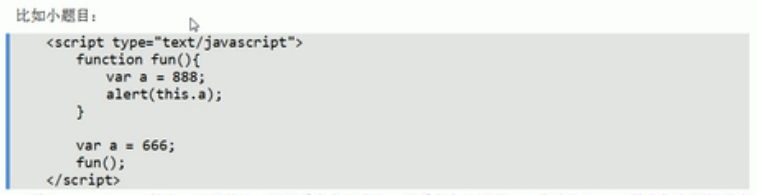 比如小题目：
<script type="text/javascript">
function fun(){
var a = 888;
alert(this.a);
}
var a = 666;
fun();
</script>